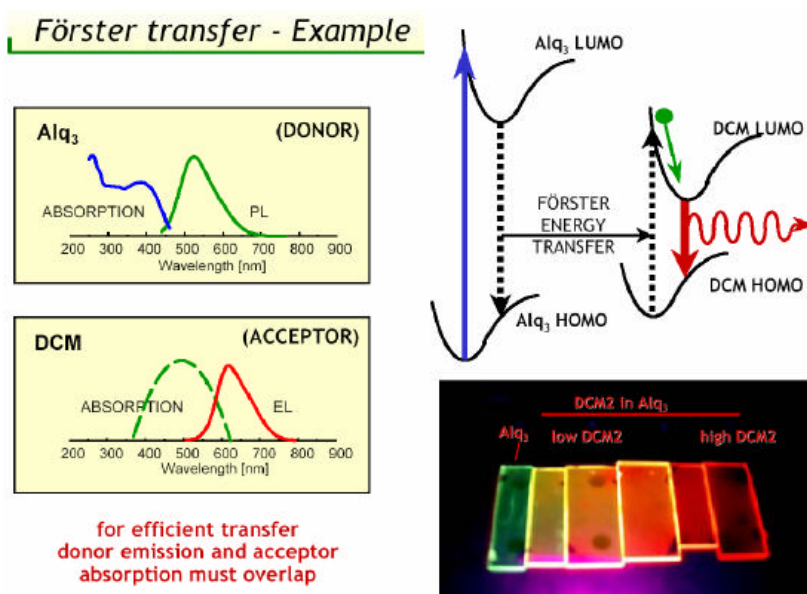 Förster transfer - Example
Alq₃ (DONOR)
ABSORPTION PL
200 300 400 500 600 700 800 900
Wavelength [nm]
DCM (ACCEPTOR)
ABSORPTION EL
200 300 400 500 600 700 800 900
Wavelength [nm]
for efficient transfer
donor emission and acceptor
absorption must overlap
Alq₃ LUMO
DCM LUMO
FÖRSTER
ENERGY
TRANSFER
DCM HOMO
Alq₃ HOMO
DCM2 in Alq₃
Alq₃ low DCM2 high DCM2